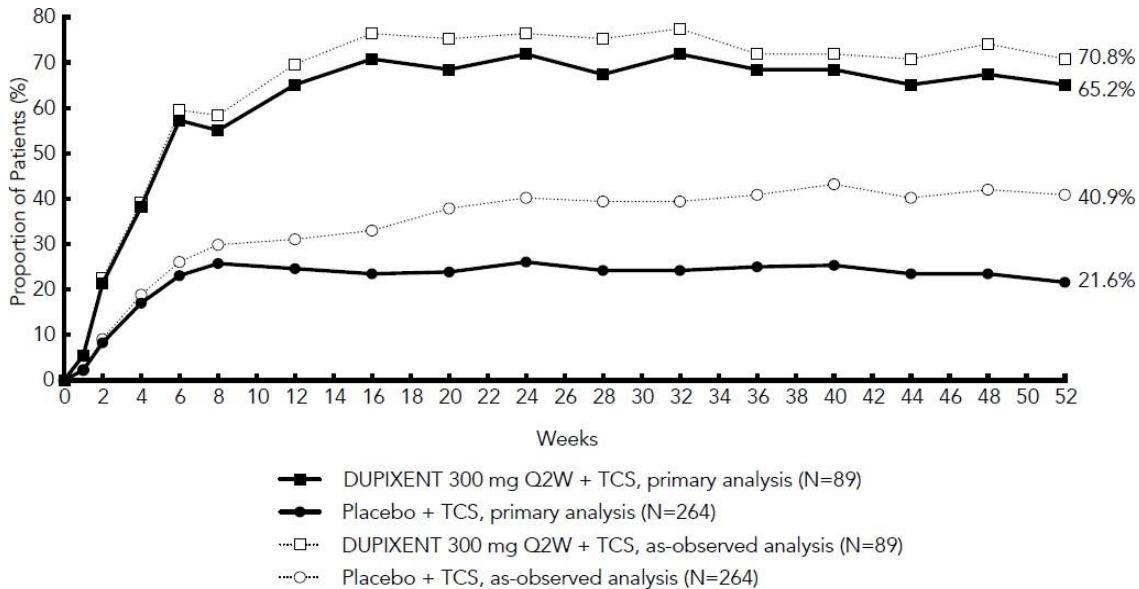 80
70
60
50
40
30
20
10
0
Proportion of Patients (%)
70.8%
65.2%
40.9%
21.6%
0 2 4 6 8 10 12 14 16 18 20 22 24 26 28 30 32 34 36 38 40 42 44 46 48 50 52
Weeks
DUPIXENT 300 mg Q2W + TCS, primary analysis (N=89)
Placebo + TCS, primary analysis (N=264)
DUPIXENT 300 mg Q2W + TCS, as-observed analysis (N=89)
Placebo + TCS, as-observed analysis (N=264)